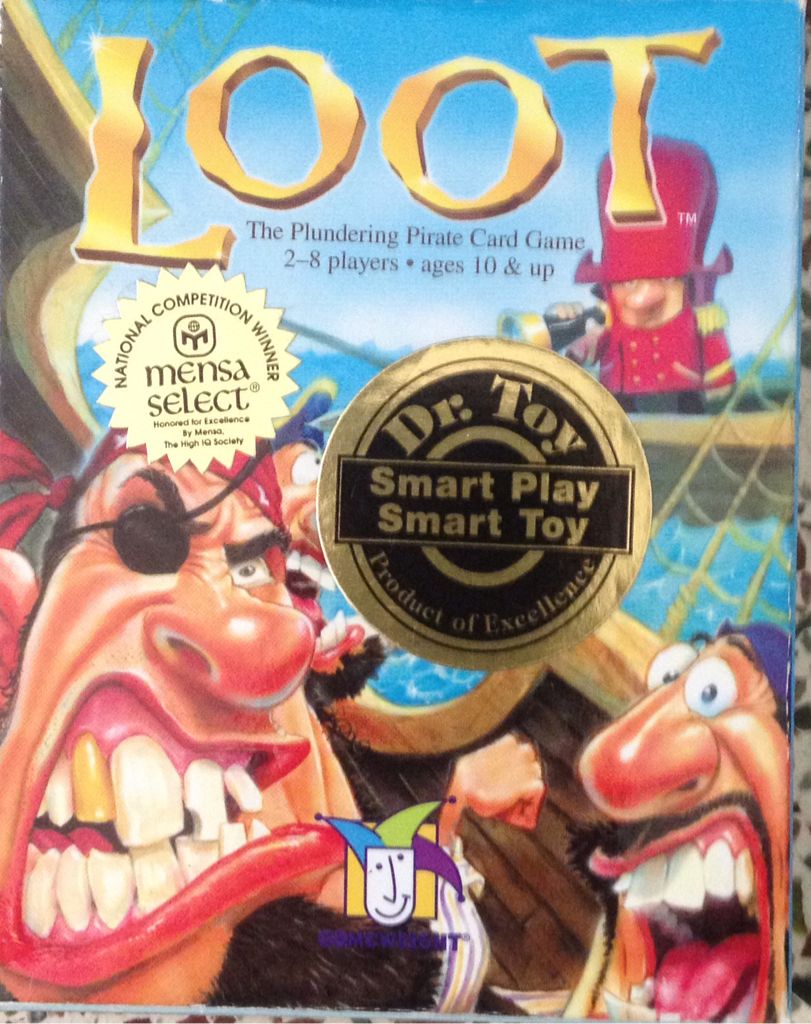 LOOT
TM
The Plundering Pirate Card Game
2–8 players • ages 10 & up
NATIONAL COMPETITION WINNER
mensa
SELECT®
Honored for Excellence
By Mensa,
The High IQ Society
Dr. Toy
Smart Play
Smart Toy
Product of Excellence
GAMEWRIGHT®